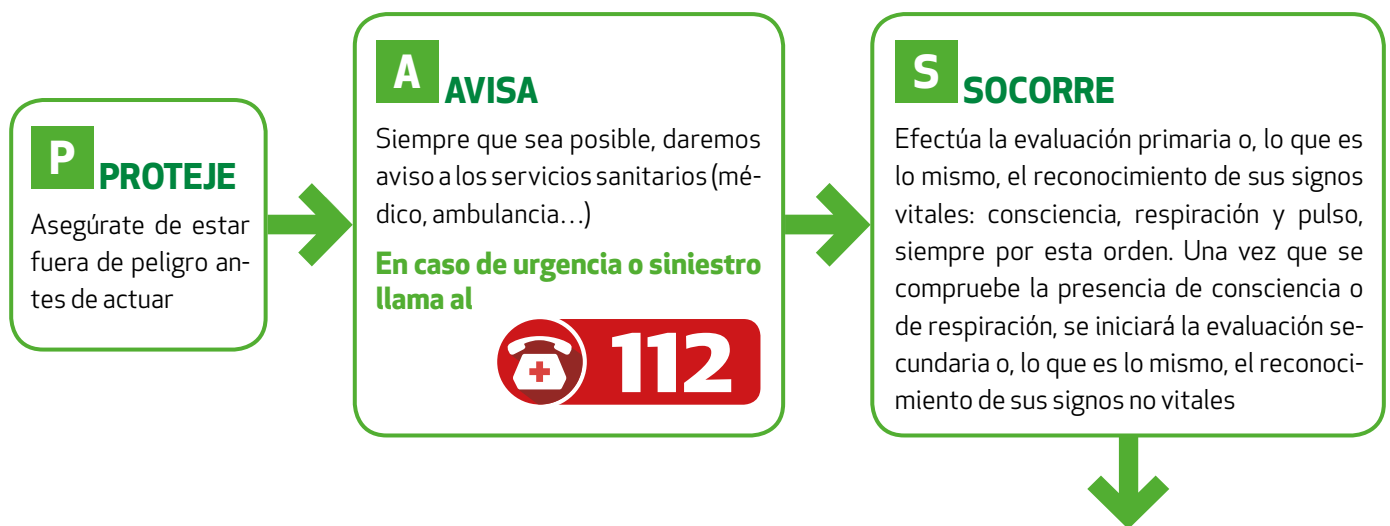 P PROTEJE
Asegúrate de estar
fuera de peligro an-
tes de actuar
A AVISA
Siempre que sea posible, daremos
aviso a los servicios sanitarios (mé-
dico, ambulancia…)
En caso de urgencia o siniestro
llama al
112
S SOCORRE
Efectúa la evaluación primaria o, lo que es
lo mismo, el reconocimiento de sus signos
vitales: consciencia, respiración y pulso,
siempre por esta orden. Una vez que se
compruebe la presencia de consciencia o
de respiración, se iniciará la evaluación se-
cundaria o, lo que es lo mismo, el reconoci-
miento de sus signos no vitales